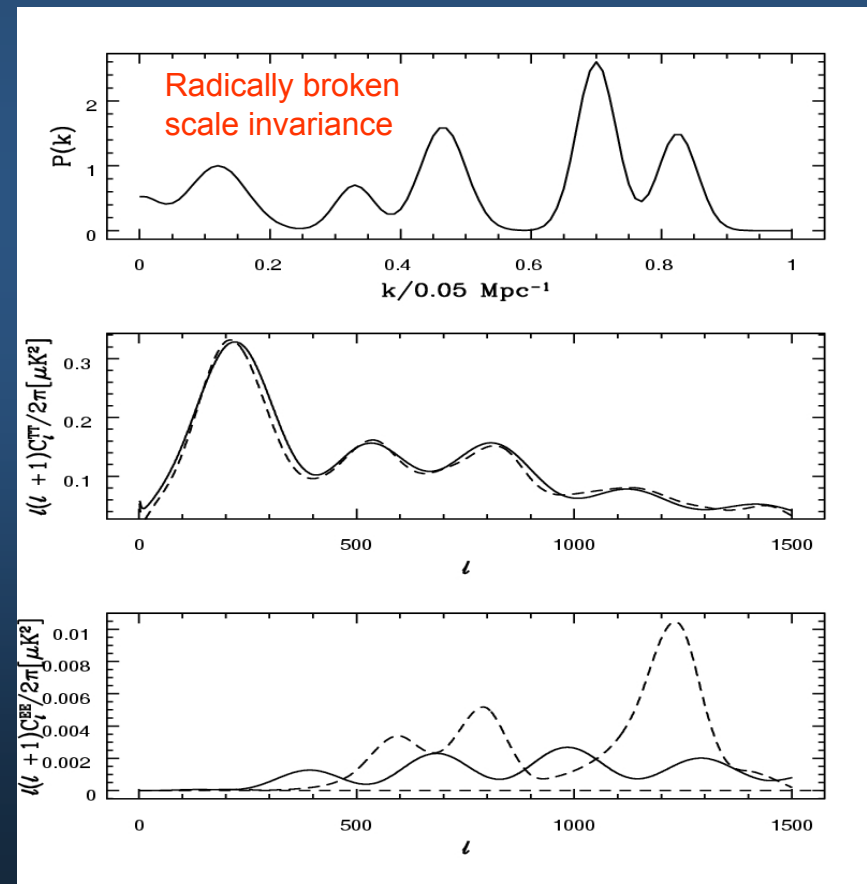 Radically broken
scale invariance
P(k)
2
1
0
0 0.2 0.4 0.6 0.8 1
k/0.05 Mpc⁻¹
ℓ(ℓ +1)C_ℓ^TT/2π[μK²]
0.3
0.2
0.1
0 500 1000 1500
ℓ
ℓ(ℓ +1)C_ℓ^EE/2π[μK²]
0.01
0.008
0.006
0.004
0.002
0
0 500 1000 1500
ℓ